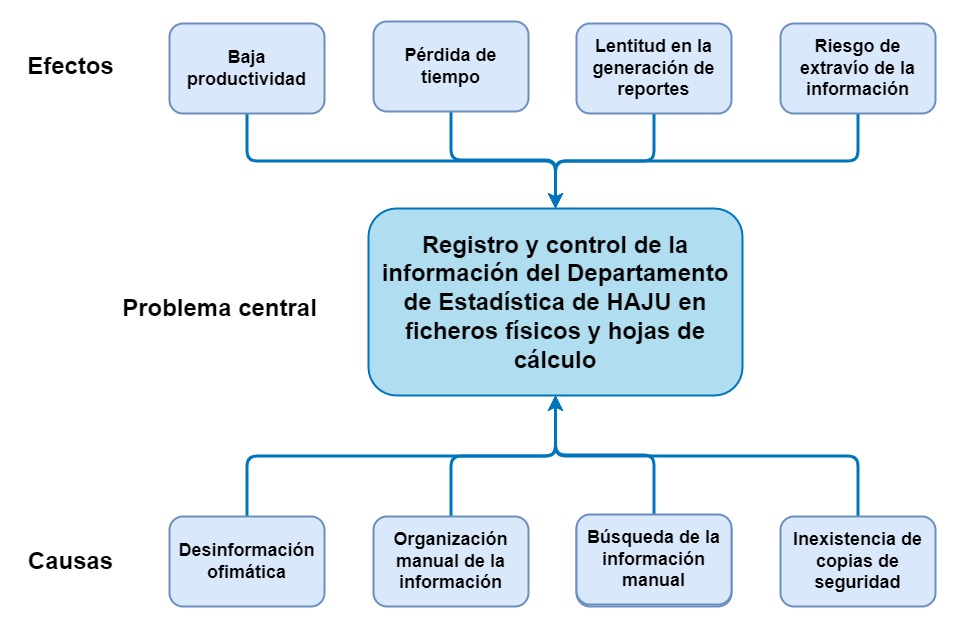 Efectos
Baja
productividad
Pérdida de
tiempo
Lentitud en la
generación de
reportes
Riesgo de
extravío de la
información
Problema central
Registro y control de la
información del Departamento
de Estadística de HAJU en
ficheros físicos y hojas de
cálculo
Causas
Desinformación
ofimática
Organización
manual de la
información
Búsqueda de la
información
manual
Inexistencia de
copias de
seguridad